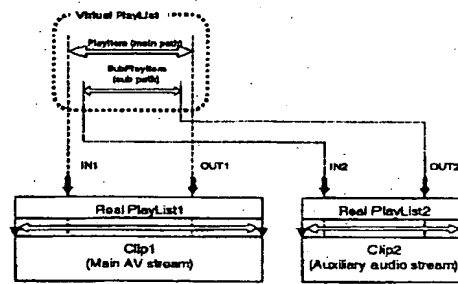 Virtual PlayList
PlayItem (main path)
SubPlayItem
(sub path)
IN1
OUT1
IN2
OUT2
Real PlayList1
Real PlayList2
Clip1
(Main AV stream)
Clip2
(Auxiliary audio stream)